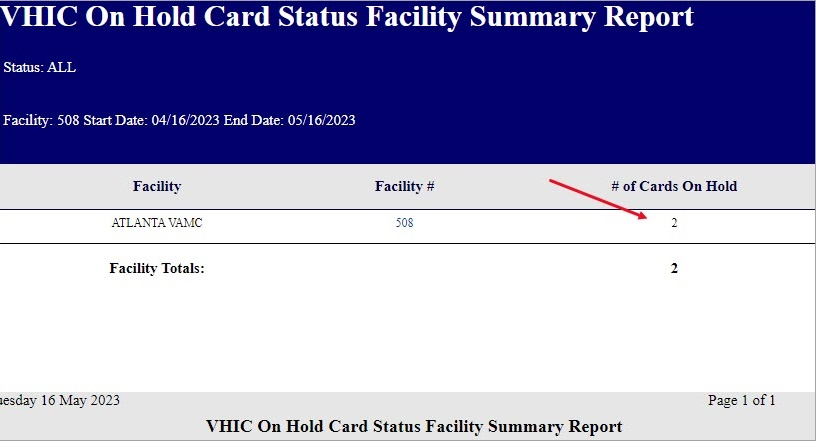 VHIC On Hold Card Status Facility Summary Report
Status: ALL
Facility: 508 Start Date: 04/16/2023 End Date: 05/16/2023
Facility Facility # # of Cards On Hold
ATLANTA VAMC 508 2
Facility Totals: 2
uesday 16 May 2023 Page 1 of 1
VHIC On Hold Card Status Facility Summary Report